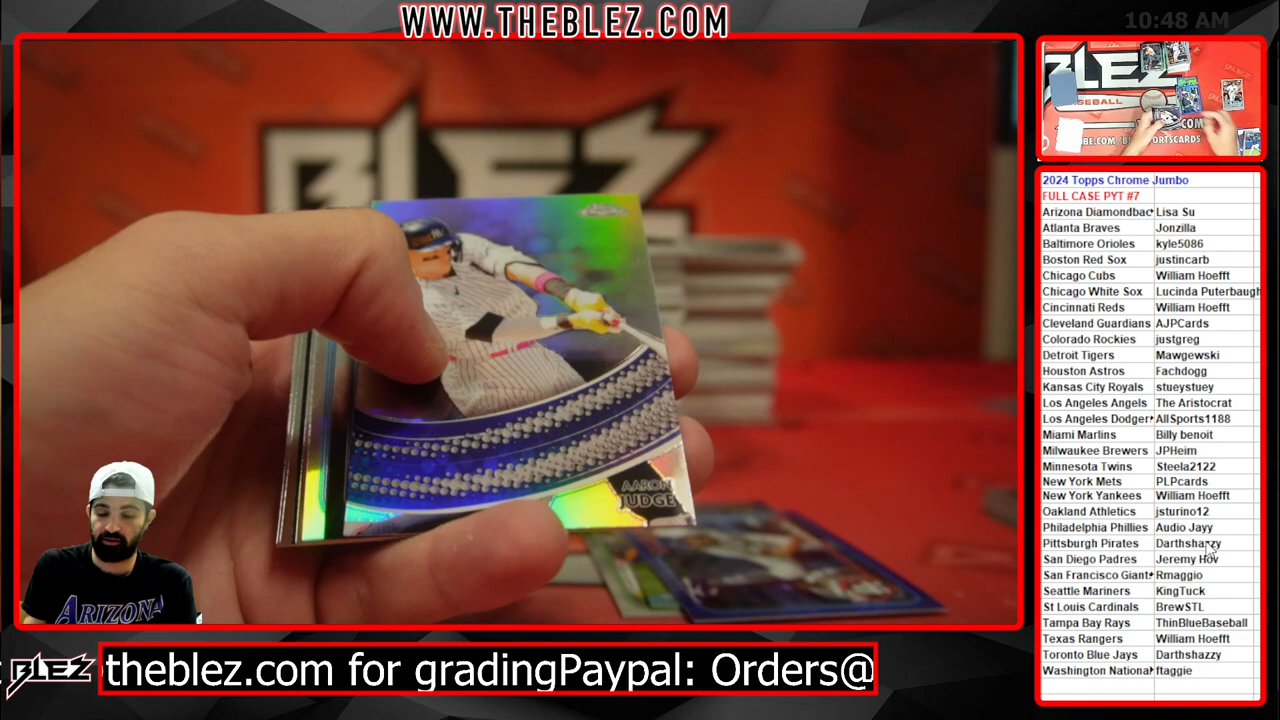 WWW.THEBLEZ.COM
10:48 AM
BLEZ
AARON
JUDGE
ARIZONA
BLEZ
BASEBALL
.COM
2024 Topps Chrome Jumbo
FULL CASE PYT #7
Arizona Diamondbac Lisa Su
Atlanta Braves Jonzilla
Baltimore Orioles kyle5086
Boston Red Sox justincarb
Chicago Cubs William Hoefft
Chicago White Sox Lucinda Puterbaugh
Cincinnati Reds William Hoefft
Cleveland Guardians AJPCards
Colorado Rockies justgreg
Detroit Tigers Mawgewski
Houston Astros Fachdogg
Kansas City Royals stueystuey
Los Angeles Angels The Aristocrat
Los Angeles Dodger AllSports1188
Miami Marlins Billy benoit
Milwaukee Brewers JPHeim
Minnesota Twins Steela2122
New York Mets PLPcards
New York Yankees William Hoefft
Oakland Athletics jsturino12
Philadelphia Phillies Audio Jayy
Pittsburgh Pirates Darthshazzy
San Diego Padres Jeremy Hov
San Francisco Giant Rmaggio
Seattle Mariners KingTuck
St Louis Cardinals BrewSTL
Tampa Bay Rays ThinBlueBaseball
Texas Rangers William Hoefft
Toronto Blue Jays Darthshazzy
Washington National ftaggie
BLEZ theblez.com for gradingPaypal: Orders@